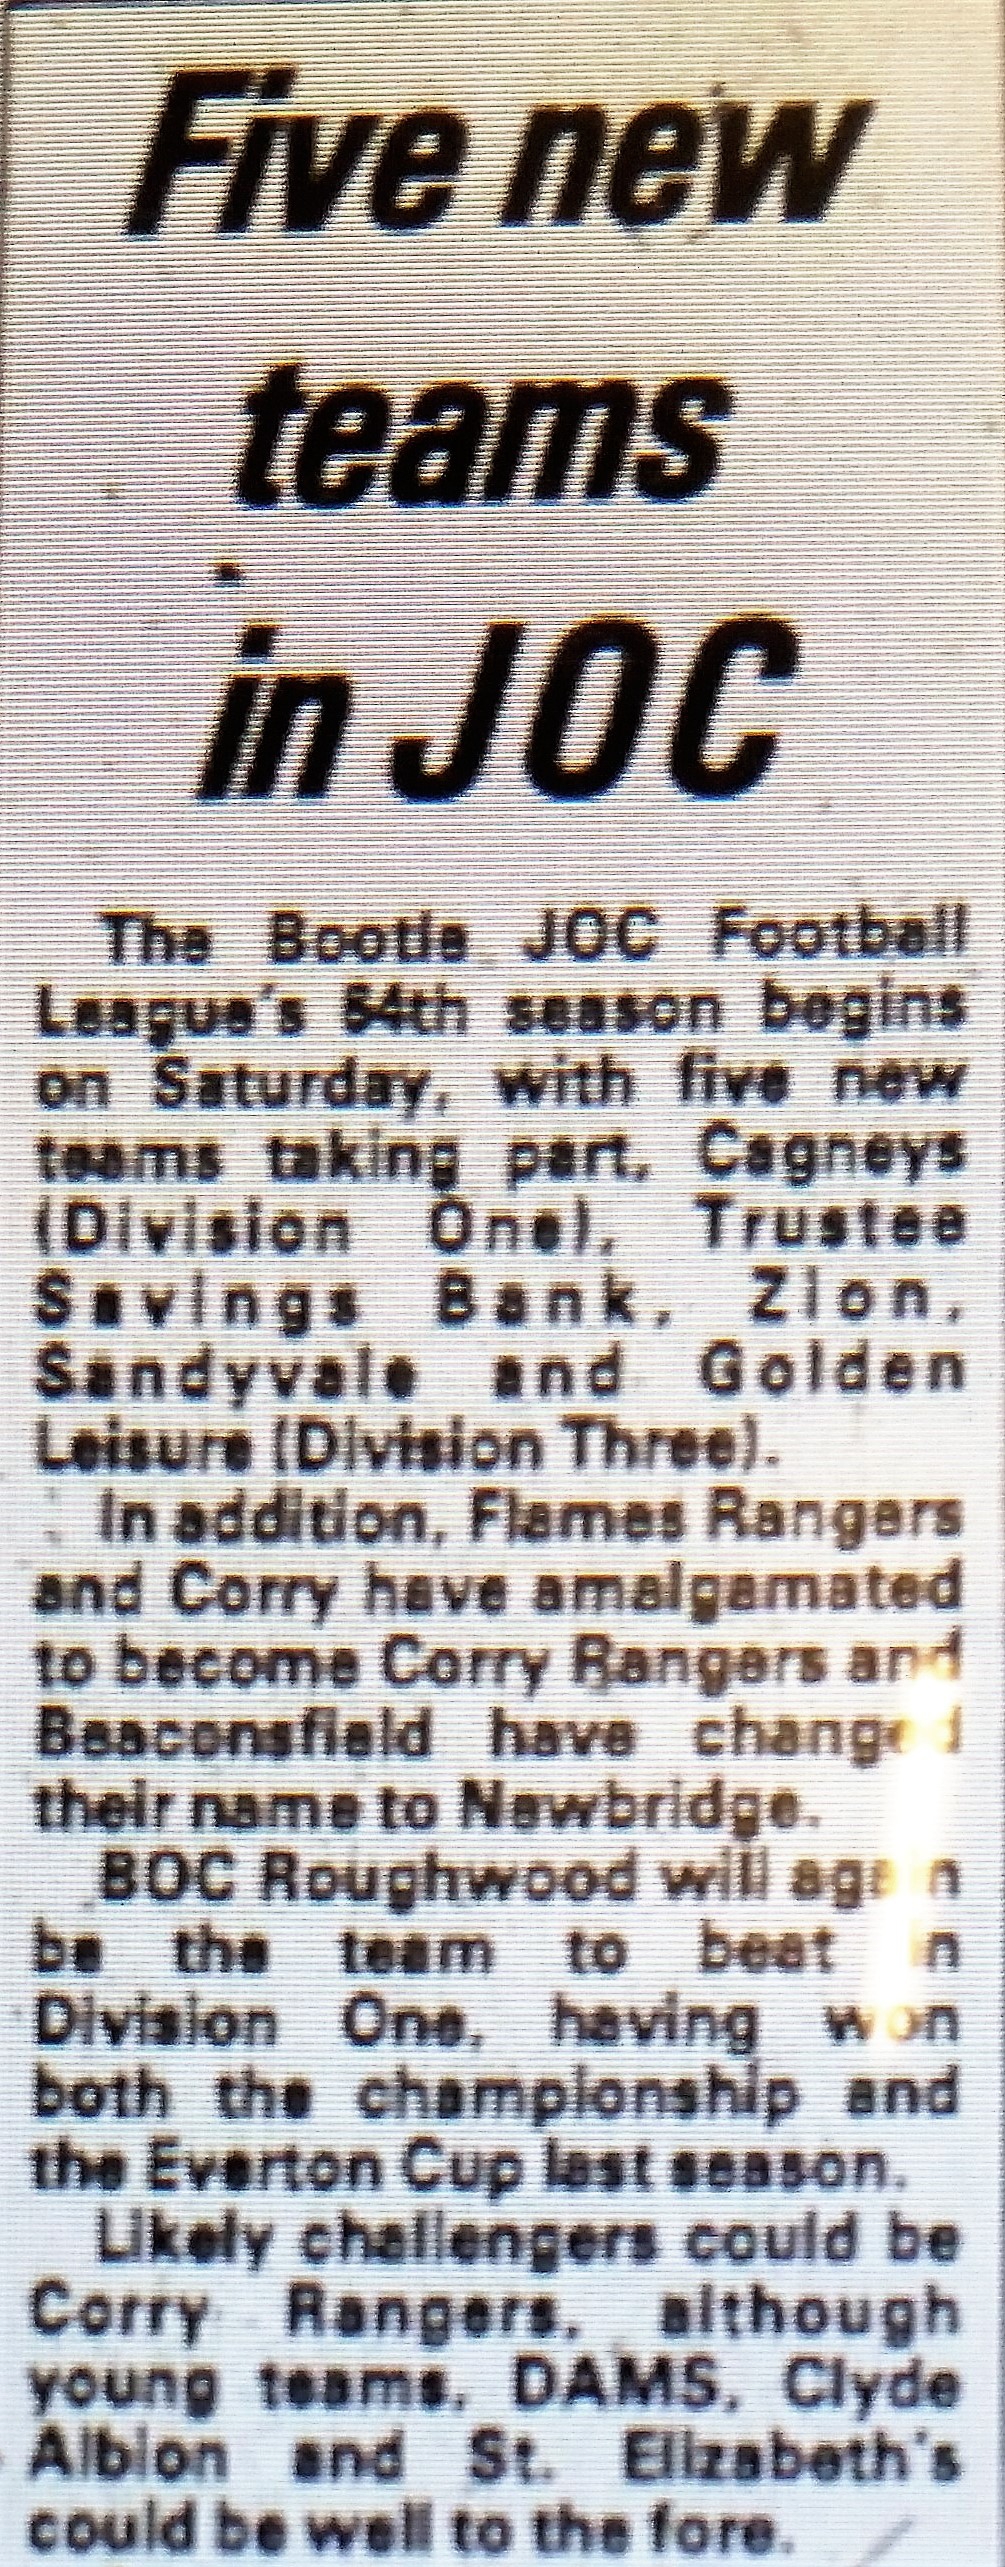 Five new
teams
in JOC
The Bootle JOC Football
League's 54th season begins
on Saturday, with five new
teams taking part, Cagneys
(Division One), Trustee
Savings Bank, Zion,
Sandyvale and Golden
Leisure (Division Three).
In addition, Flames Rangers
and Corry have amalgamated
to become Corry Rangers and
Beaconsfield have changed
their name to Newbridge.
BOC Roughwood will again
be the team to beat in
Division One, having won
both the championship and
the Everton Cup last season.
Likely challengers could be
Corry Rangers, although
young teams, DAMS, Clyde
Albion and St. Elizabeth's
could be well to the fore.